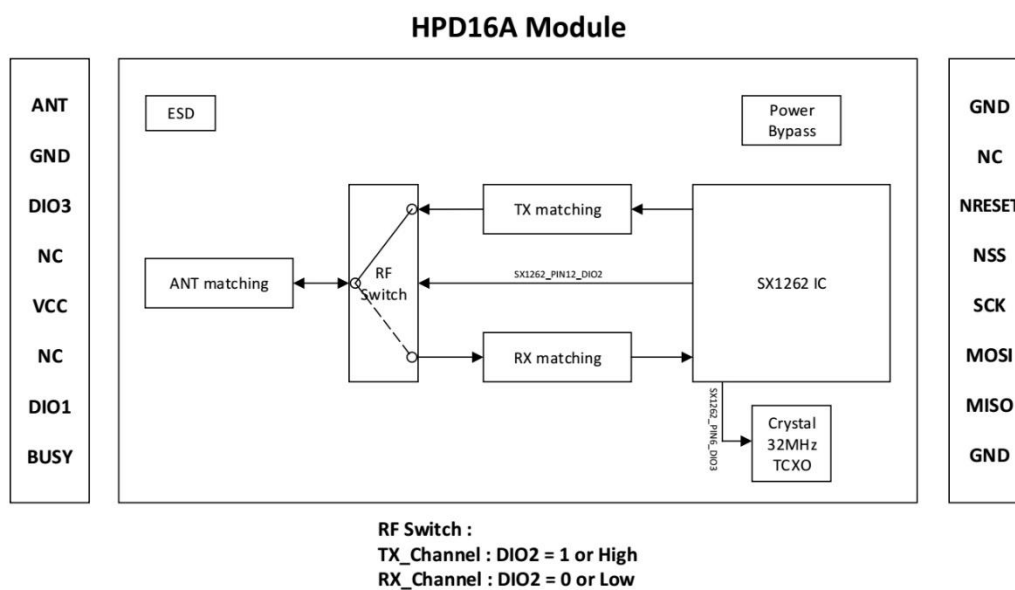 HPD16A Module
ANT
GND
DIO3
NC
VCC
NC
DIO1
BUSY
ESD
Power
Bypass
TX matching
RF
Switch
ANT matching
SX1262_PIN12_DIO2
SX1262 IC
RX matching
SX1262_PIN6_DIO3
Crystal
32MHz
TCXO
GND
NC
NRESET
NSS
SCK
MOSI
MISO
GND
RF Switch :
TX_Channel : DIO2 = 1 or High
RX_Channel : DIO2 = 0 or Low